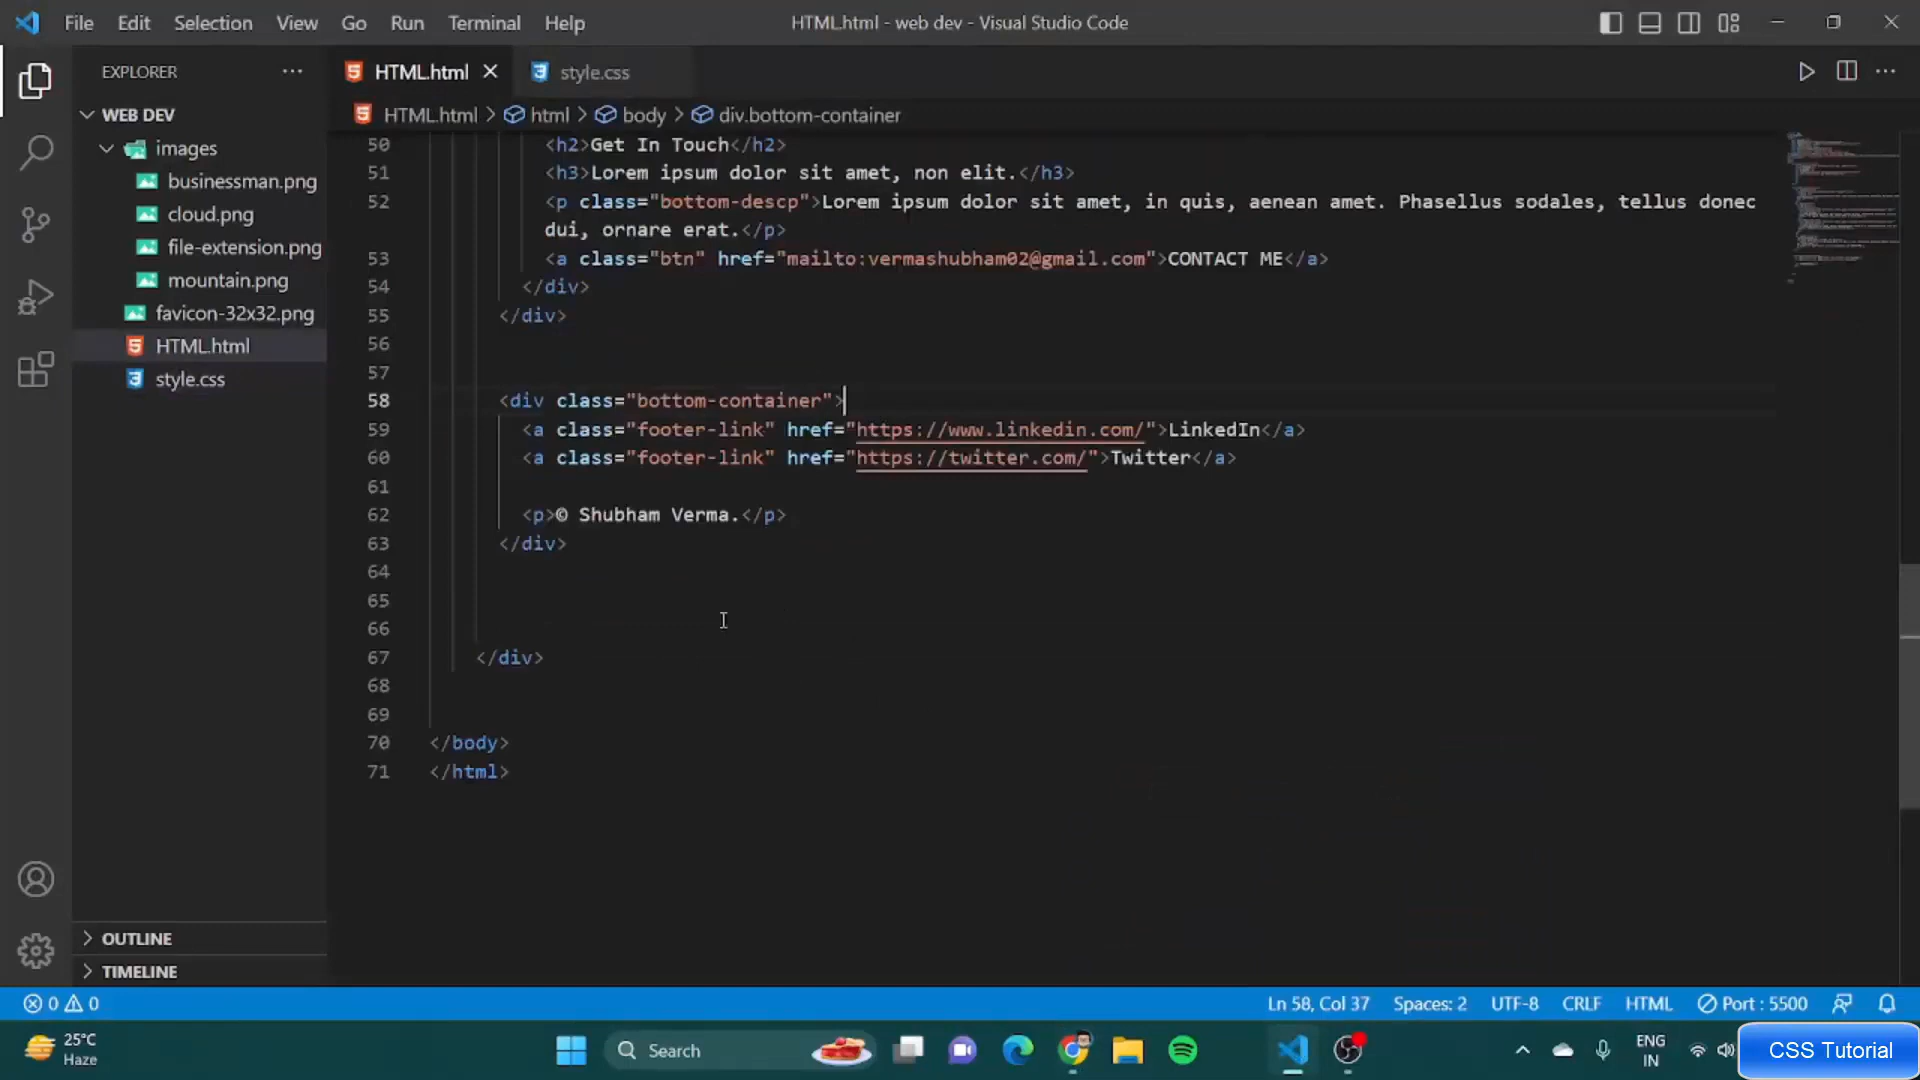 File Edit Selection View Go Run Terminal Help HTML.html - web dev - Visual Studio Code
EXPLORER
WEB DEV
images
businessman.png
cloud.png
file-extension.png
mountain.png
favicon-32x32.png
HTML.html
style.css
OUTLINE
TIMELINE
HTML.html style.css
HTML.html > html > body > div.bottom-container
50 <h2>Get In Touch</h2>
51 <h3>Lorem ipsum dolor sit amet, non elit.</h3>
52 <p class="bottom-descp">Lorem ipsum dolor sit amet, in quis, aenean amet. Phasellus sodales, tellus donec
dui, ornare erat.</p>
53 <a class="btn" href="mailto:vermashubham02@gmail.com">CONTACT ME</a>
54 </div>
55 </div>
56
57
58 <div class="bottom-container">
59 <a class="footer-link" href="https://www.linkedin.com/">LinkedIn</a>
60 <a class="footer-link" href="https://twitter.com/">Twitter</a>
61
62 <p>© Shubham Verma.</p>
63 </div>
64
65
66
67 </div>
68
69
70 </body>
71 </html>
0 0 Ln 58, Col 37 Spaces: 2 UTF-8 CRLF HTML Port : 5500
25°C
Haze
Search
ENG
IN
CSS Tutorial